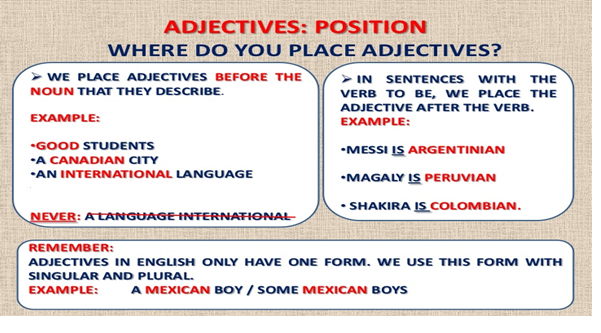 ADJECTIVES: POSITION
WHERE DO YOU PLACE ADJECTIVES?
➢ WE PLACE ADJECTIVES BEFORE THE
NOUN THAT THEY DESCRIBE.
EXAMPLE:
•GOOD STUDENTS
•A CANADIAN CITY
•AN INTERNATIONAL LANGUAGE
NEVER: A LANGUAGE INTERNATIONAL
➢ IN SENTENCES WITH THE
VERB TO BE, WE PLACE THE
ADJECTIVE AFTER THE VERB.
EXAMPLE:
•MESSI IS ARGENTINIAN
•MAGALY IS PERUVIAN
• SHAKIRA IS COLOMBIAN.
REMEMBER:
ADJECTIVES IN ENGLISH ONLY HAVE ONE FORM. WE USE THIS FORM WITH
SINGULAR AND PLURAL.
EXAMPLE: A MEXICAN BOY / SOME MEXICAN BOYS